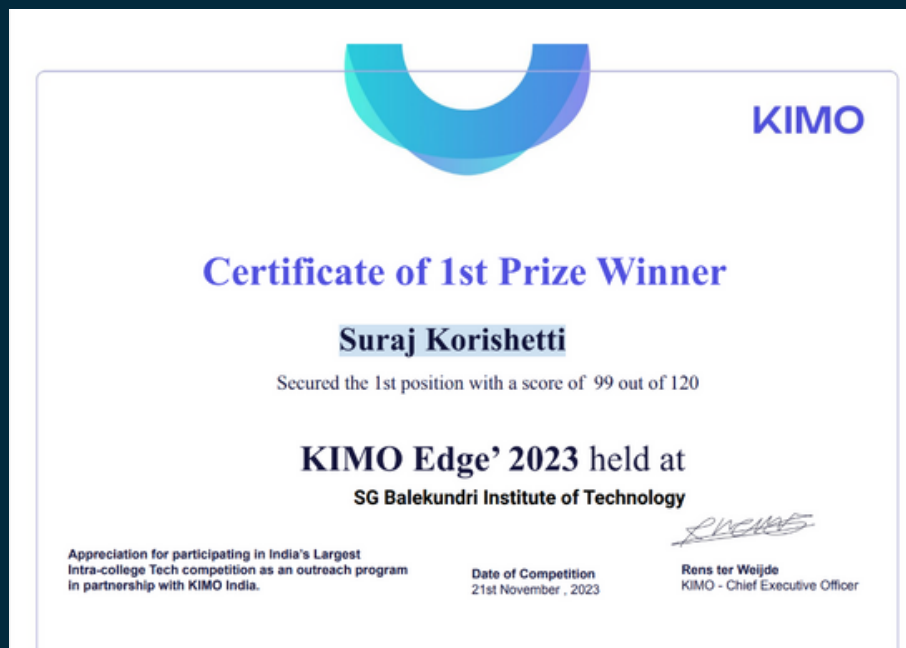 KIMO
Certificate of 1st Prize Winner
Suraj Korishetti
Secured the 1st position with a score of 99 out of 120
KIMO Edge’ 2023 held at
SG Balekundri Institute of Technology
Appreciation for participating in India's Largest
Intra-college Tech competition as an outreach program
in partnership with KIMO India.
Date of Competition
21st November , 2023
Rens ter Weijde
KIMO - Chief Executive Officer